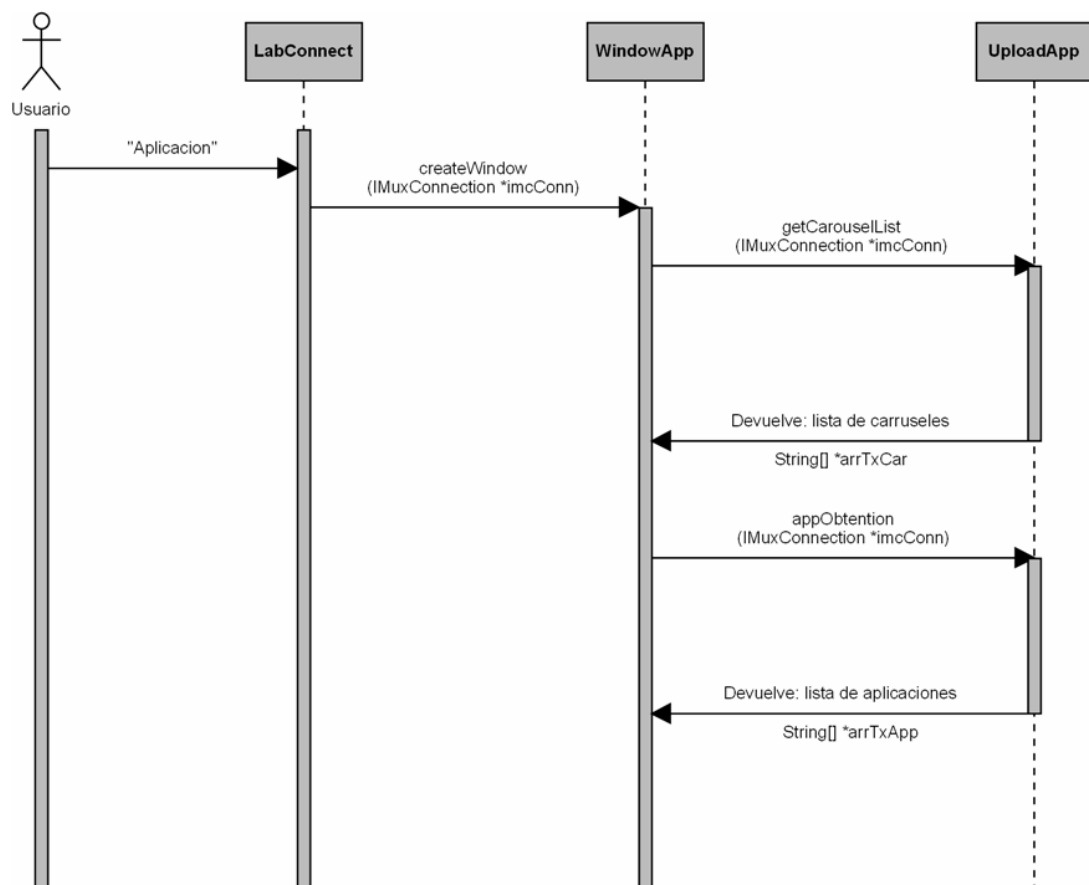 LabConnect
WindowApp
UploadApp
Usuario
"Aplicacion"
createWindow
(IMuxConnection *imcConn)
getCarouselList
(IMuxConnection *imcConn)
Devuelve: lista de carruseles
String[] *arrTxCar
appObtention
(IMuxConnection *imcConn)
Devuelve: lista de aplicaciones
String[] *arrTxApp